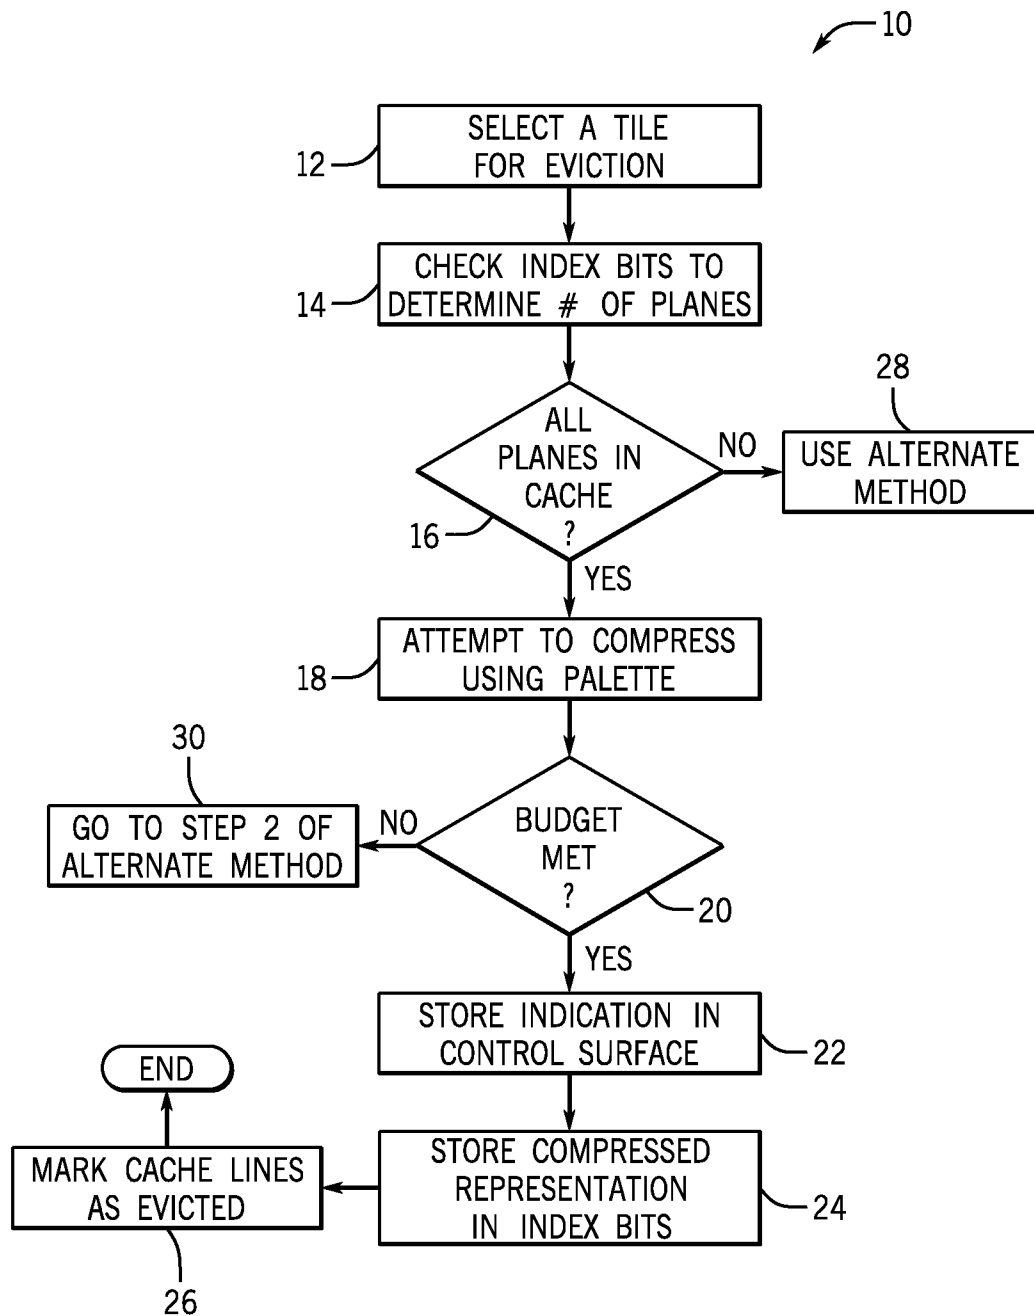 10
SELECT A TILE
FOR EVICTION
12
CHECK INDEX BITS TO
DETERMINE # OF PLANES
14
ALL
PLANES IN
CACHE
?
16
NO
28
USE ALTERNATE
METHOD
YES
ATTEMPT TO COMPRESS
USING PALETTE
18
BUDGET
MET
?
20
NO
30
GO TO STEP 2 OF
ALTERNATE METHOD
YES
STORE INDICATION IN
CONTROL SURFACE
22
STORE COMPRESSED
REPRESENTATION
IN INDEX BITS
24
MARK CACHE LINES
AS EVICTED
26
END